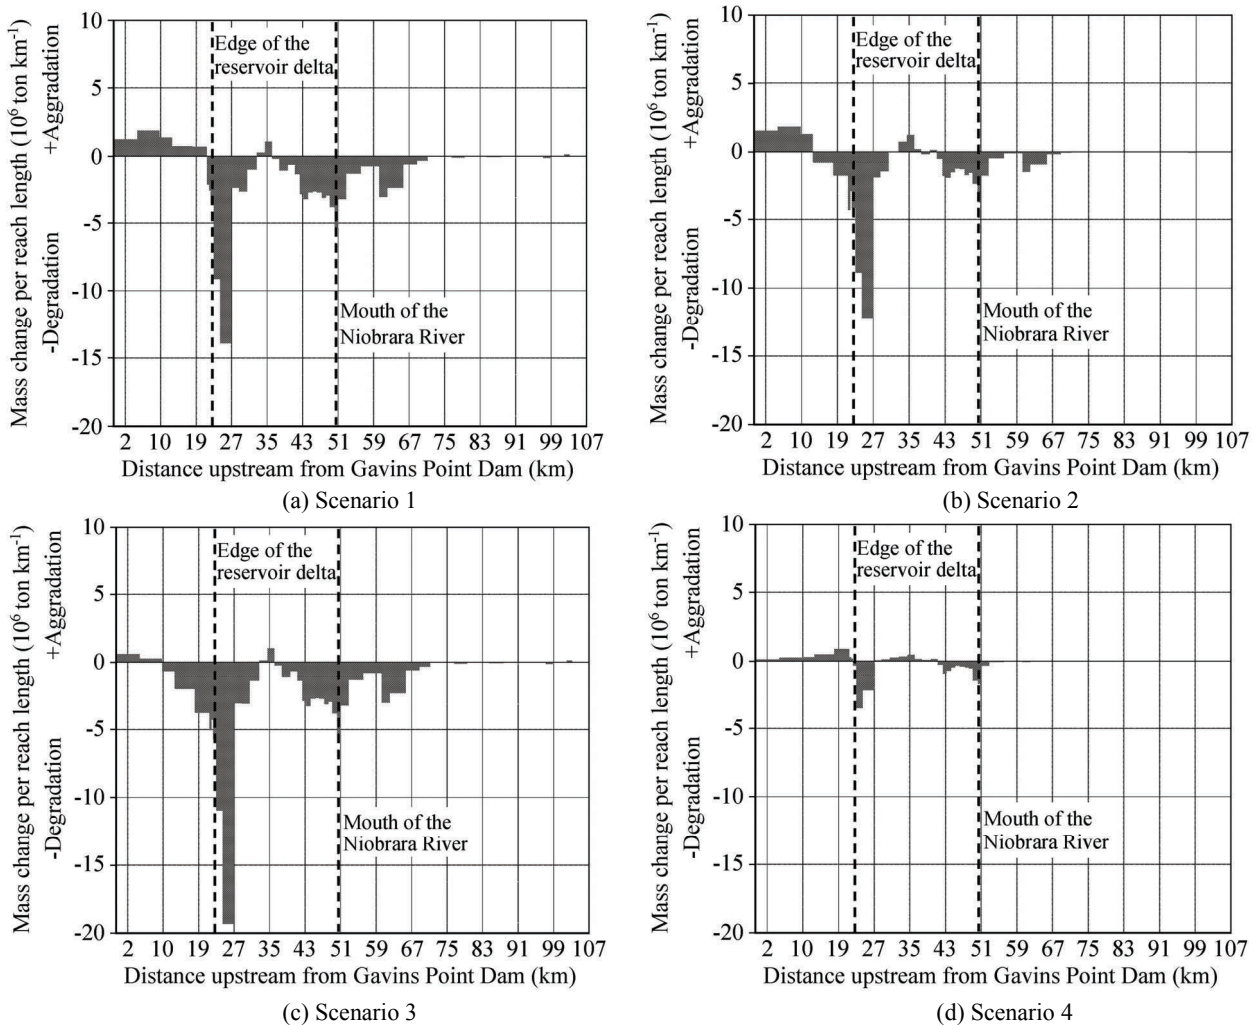 10
5
0
-5
-10
-15
-20
Mass change per reach length (10⁶ ton km⁻¹)
-Degradation +Aggradation
Edge of the
reservoir delta
Mouth of the
Niobrara River
2 10 19 27 35 43 51 59 67 75 83 91 99 107
Distance upstream from Gavins Point Dam (km)
(a) Scenario 1
10
5
0
-5
-10
-15
-20
Mass change per reach length (10⁶ ton km⁻¹)
-Degradation +Aggradation
Edge of the
reservoir delta
Mouth of the
Niobrara River
2 10 19 27 35 43 51 59 67 75 83 91 99 107
Distance upstream from Gavins Point Dam (km)
(b) Scenario 2
10
5
0
-5
-10
-15
-20
Mass change per reach length (10⁶ ton km⁻¹)
-Degradation +Aggradation
Edge of the
reservoir delta
Mouth of the
Niobrara River
2 10 19 27 35 43 51 59 67 75 83 91 99 107
Distance upstream from Gavins Point Dam (km)
(c) Scenario 3
10
5
0
-5
-10
-15
-20
Mass change per reach length (10⁶ ton km⁻¹)
-Degradation +Aggradation
Edge of the
reservoir delta
Mouth of the
Niobrara River
2 10 19 27 35 43 51 59 67 75 83 91 99 107
Distance upstream from Gavins Point Dam (km)
(d) Scenario 4